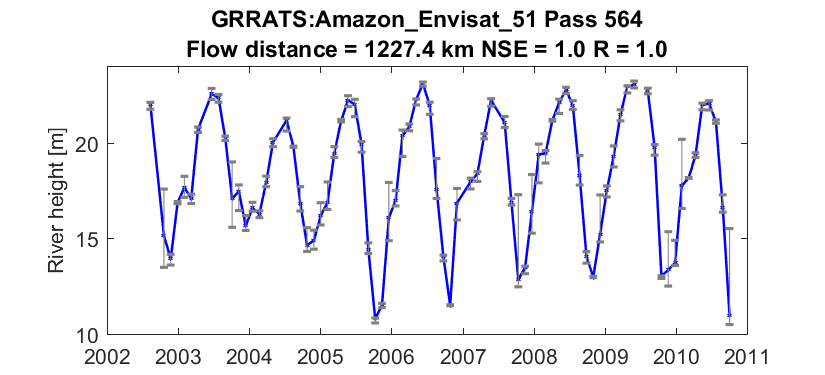 GRRATS:Amazon_Envisat_51 Pass 564
Flow distance = 1227.4 km NSE = 1.0 R = 1.0
River height [m]
20
15
10
2002 2003 2004 2005 2006 2007 2008 2009 2010 2011